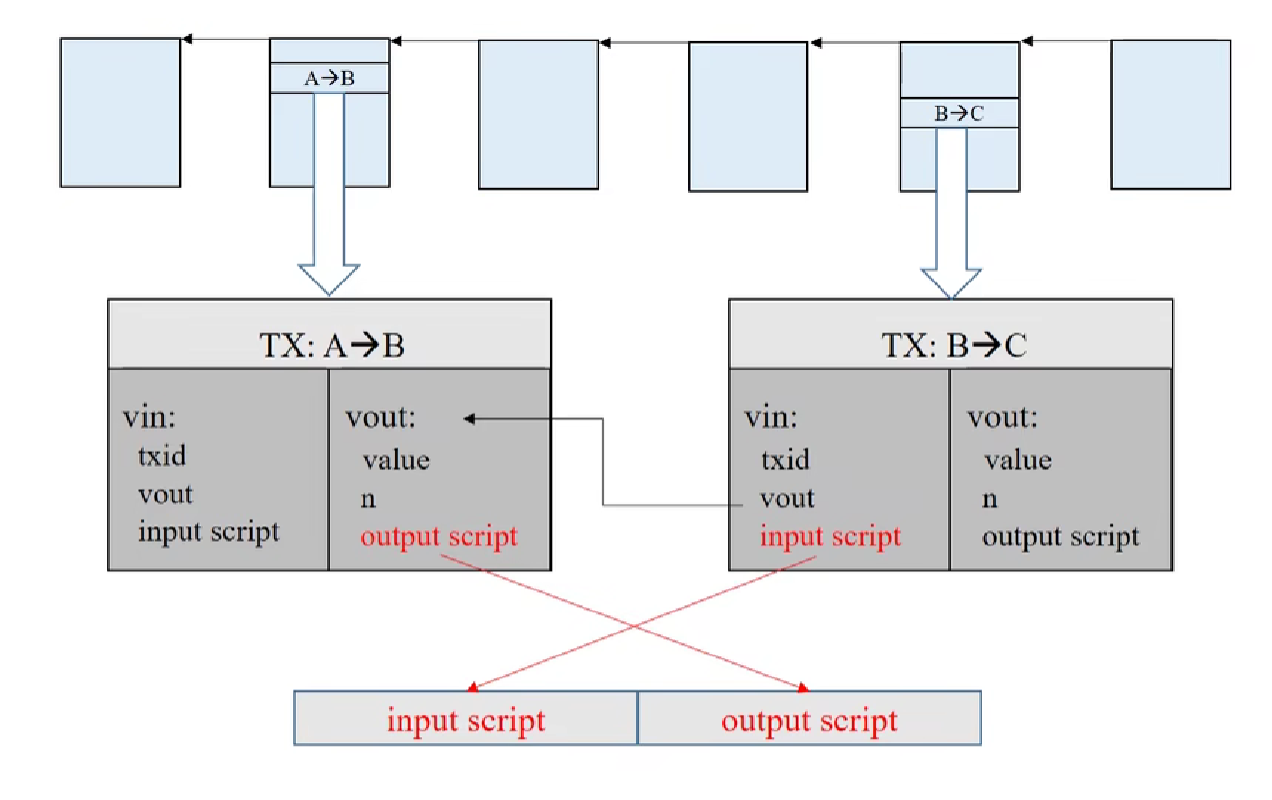 A→B
B→C
TX: A→B
TX: B→C
vin:
txid
vout
input script
vout:
value
n
output script
vin:
txid
vout
input script
vout:
value
n
output script
input script
output script